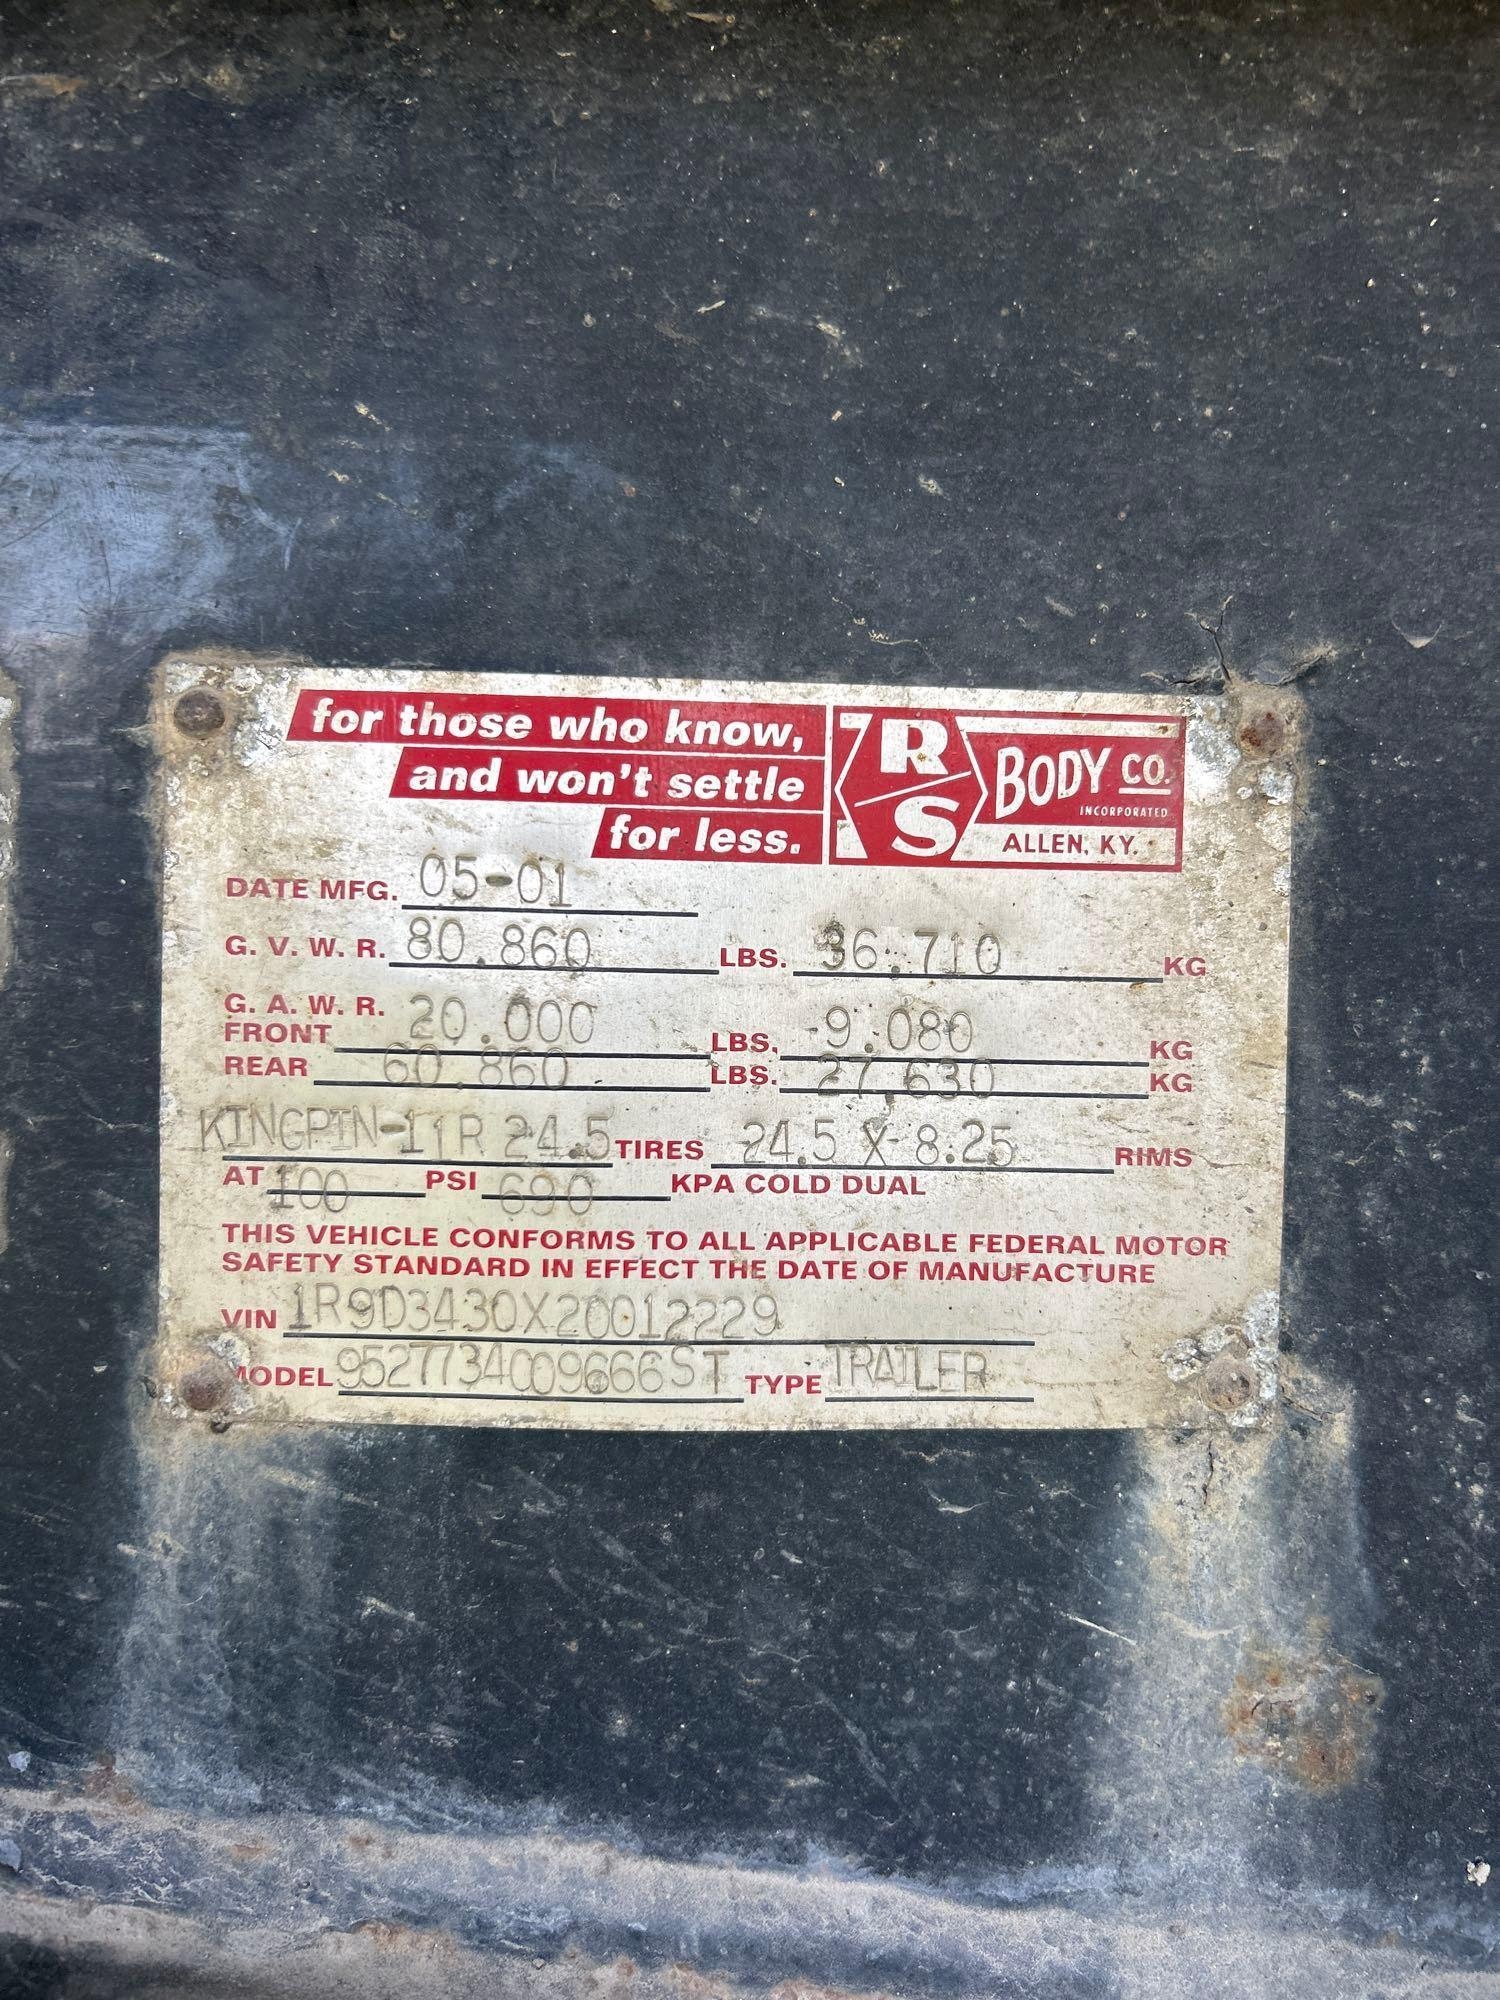 for those who know,
and won't settle
for less.
R/S BODY CO.
INCORPORATED
ALLEN, KY.
DATE MFG. 05-01
G. V. W. R. 80.860 LBS. 36.710 KG
G. A. W. R.
FRONT 20.000 LBS. 9.080 KG
REAR 60.860 LBS. 27.630 KG
KINGPIN-11R 24.5 TIRES 24.5 X 8.25 RIMS
AT 100 PSI 690 KPA COLD DUAL
THIS VEHICLE CONFORMS TO ALL APPLICABLE FEDERAL MOTOR
SAFETY STANDARD IN EFFECT THE DATE OF MANUFACTURE
VIN 1R9D3430X20012229
MODEL 9527734009666ST TYPE TRAILER